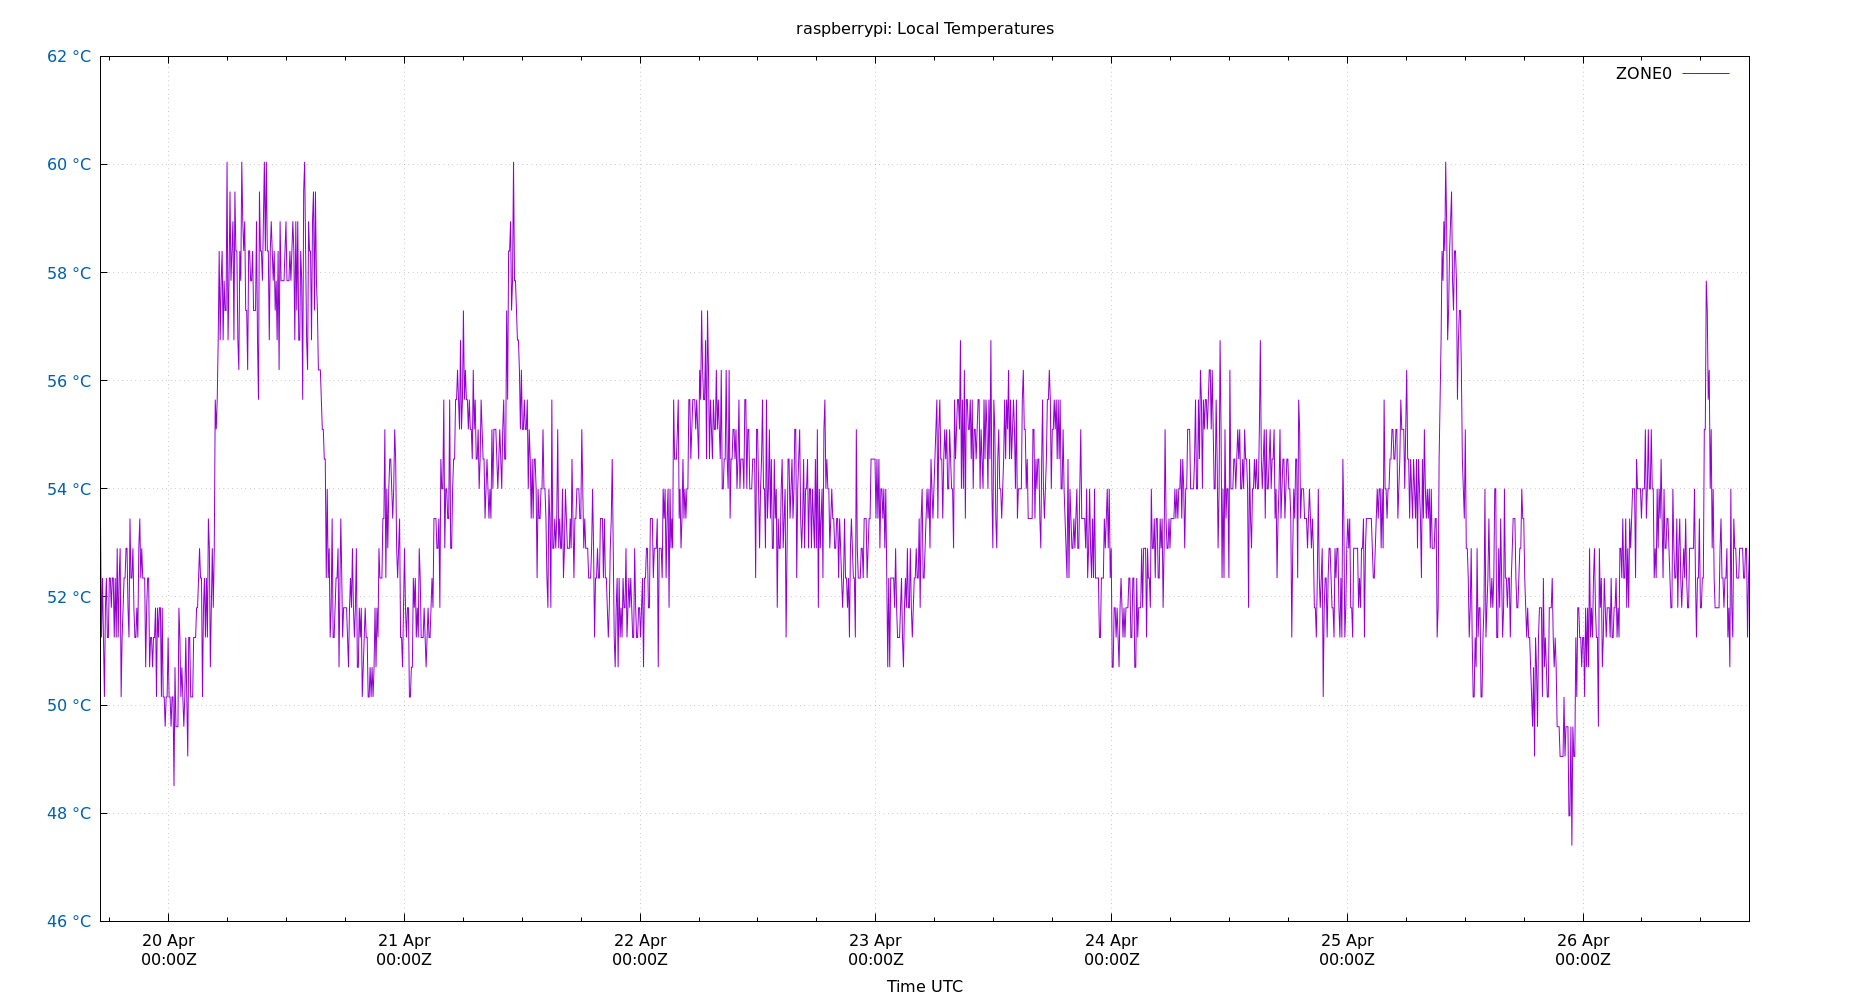 raspberrypi: Local Temperatures
ZONE0
62 °C
60 °C
58 °C
56 °C
54 °C
52 °C
50 °C
48 °C
46 °C
20 Apr 21 Apr 22 Apr 23 Apr 24 Apr 25 Apr 26 Apr
00:00Z 00:00Z 00:00Z 00:00Z 00:00Z 00:00Z 00:00Z
Time UTC